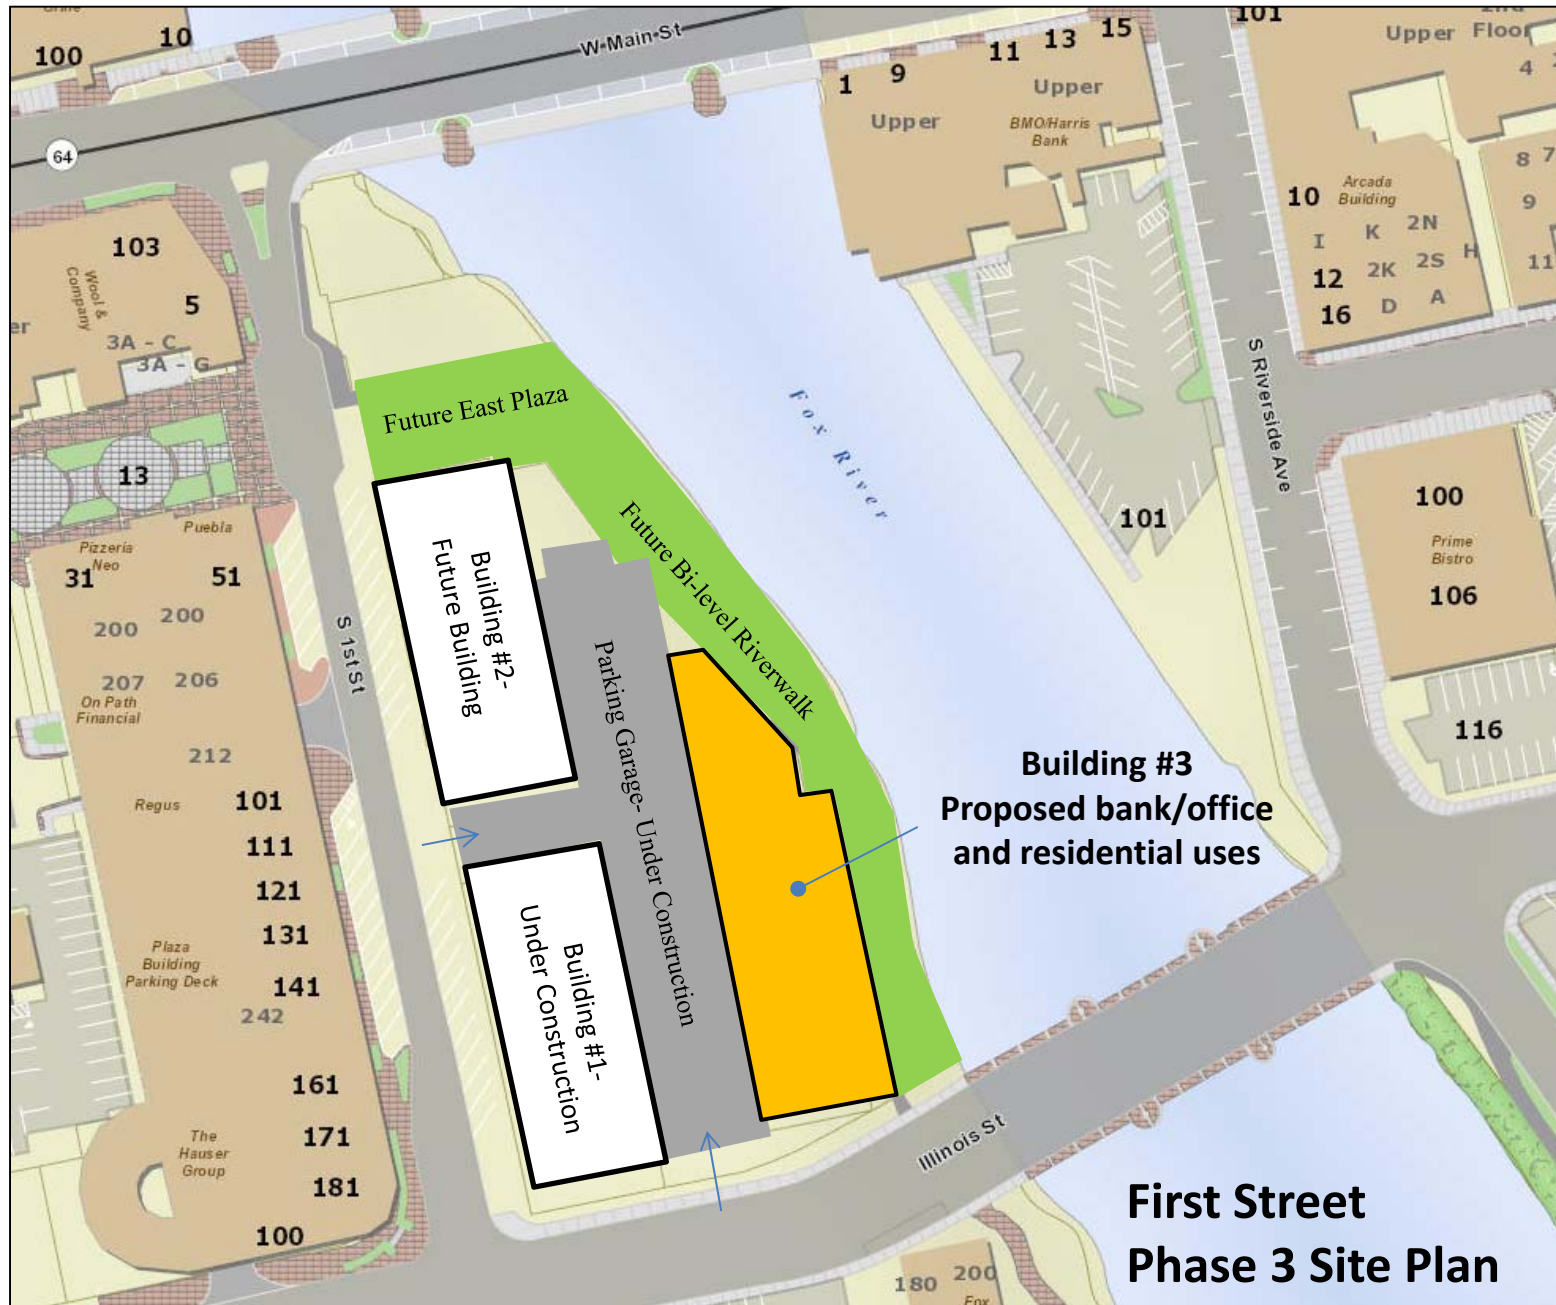 100
10
W Main St
64
1
9
11
13
15
Upper
Upper
BMO/Harris
Bank
101
Upper
Floor
4
8
7
9
11
10
Arcada
Building
I
K
2N
H
12
2K
2S
16
D
A
103
Wool &
Company
5
er
3A - C
3A - G
13
Future East Plaza
Fox River
S Riverside Ave
101
100
Prime
Bistro
106
116
Puebla
Pizzeria
Neo
31
51
200
200
207
206
On Path
Financial
212
Regus
101
111
121
131
Plaza
Building
Parking Deck
141
242
161
The
Hauser
Group
171
181
100
S 1st St
Building #2-
Future Building
Future Bi-level Riverwalk
Parking Garage- Under Construction
Building #1-
Under Construction
Building #3
Proposed bank/office
and residential uses
Illinois St
180
200
Fox
First Street
Phase 3 Site Plan